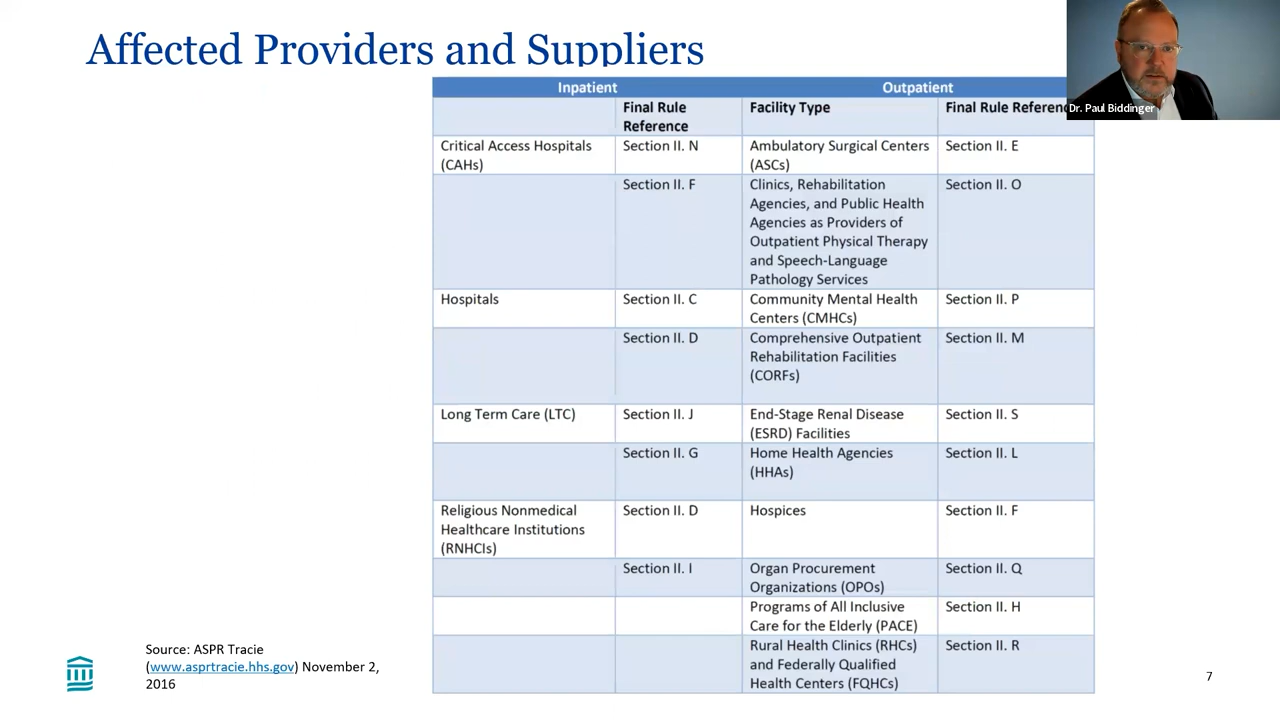 Affected Providers and Suppliers
Dr. Paul Biddinger
Inpatient
Outpatient
Final Rule
Reference
Facility Type
Final Rule
Critical Access Hospitals
(CAHs)
Section II. N
Ambulatory Surgical Centers
(ASCs)
Section II. E
Section II. F
Clinics, Rehabilitation
Agencies, and Public Health
Agencies as Providers of
Outpatient Physical Therapy
and Speech-Language
Pathology Services
Section II. O
Hospitals
Section II. C
Community Mental Health
Centers (CMHCs)
Section II. P
Section II. D
Comprehensive Outpatient
Rehabilitation Facilities
(CORFs)
Section II. M
Long Term Care (LTC)
Section II. J
End-Stage Renal Disease
(ESRD) Facilities
Section II. S
Section II. G
Home Health Agencies
(HHAs)
Section II. L
Religious Nonmedical
Healthcare Institutions
(RNHCIs)
Section II. D
Hospices
Section II. F
Section II. I
Organ Procurement
Organizations (OPOs)
Section II. Q
Programs of All Inclusive
Care for the Elderly (PACE)
Section II. H
Rural Health Clinics (RHCs)
and Federally Qualified
Health Centers (FQHCs)
Section II. R
Source: ASPR Tracie
(www.asprtracie.hhs.gov) November 2,
2016
7